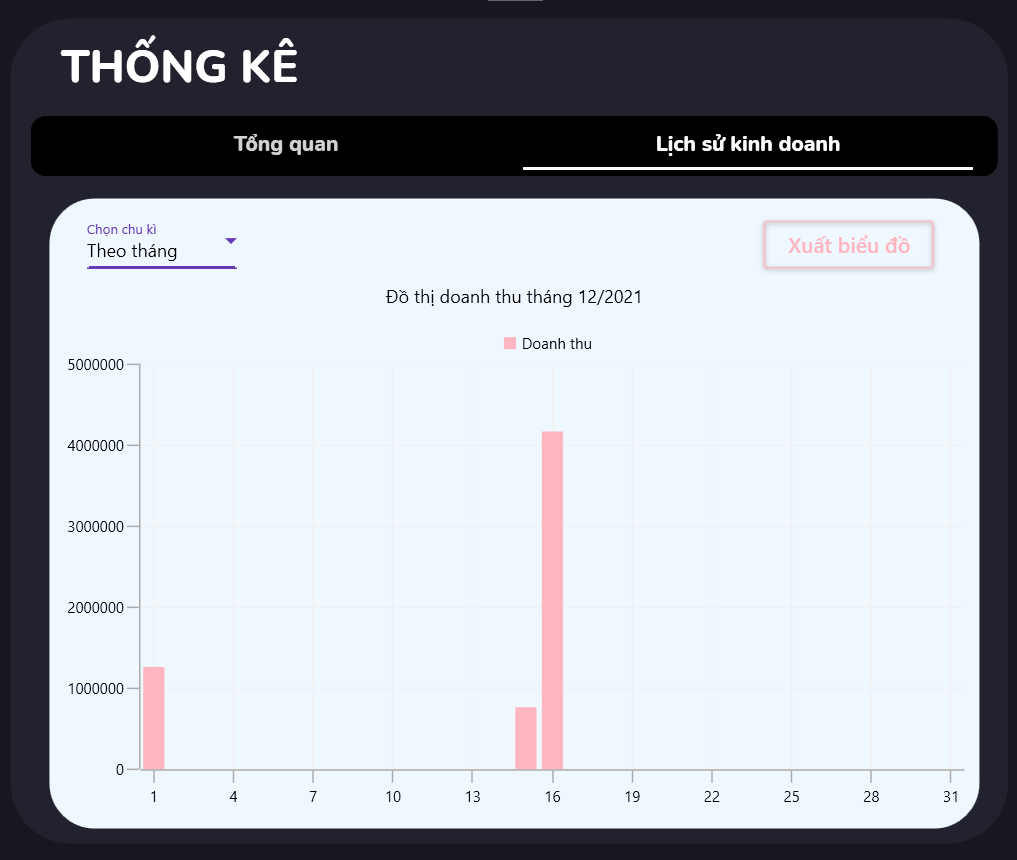 THỐNG KÊ
Tổng quan
Lịch sử kinh doanh
Chọn chu kì
Theo tháng
Xuất biểu đồ
Đồ thị doanh thu tháng 12/2021
Doanh thu
5000000
4000000
3000000
2000000
1000000
0
1 4 7 10 13 16 19 22 25 28 31